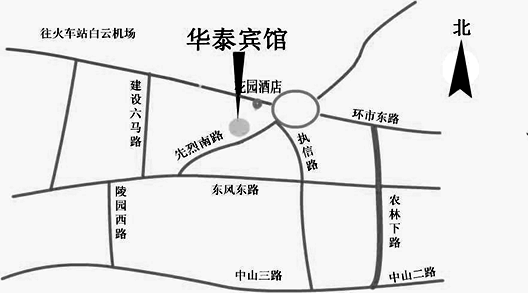 往火车站白云机场
华泰宾馆
北
花园酒店
建设六马路
环市东路
先烈南路
执信路
东风东路
陵园西路
农林下路
中山三路
中山二路